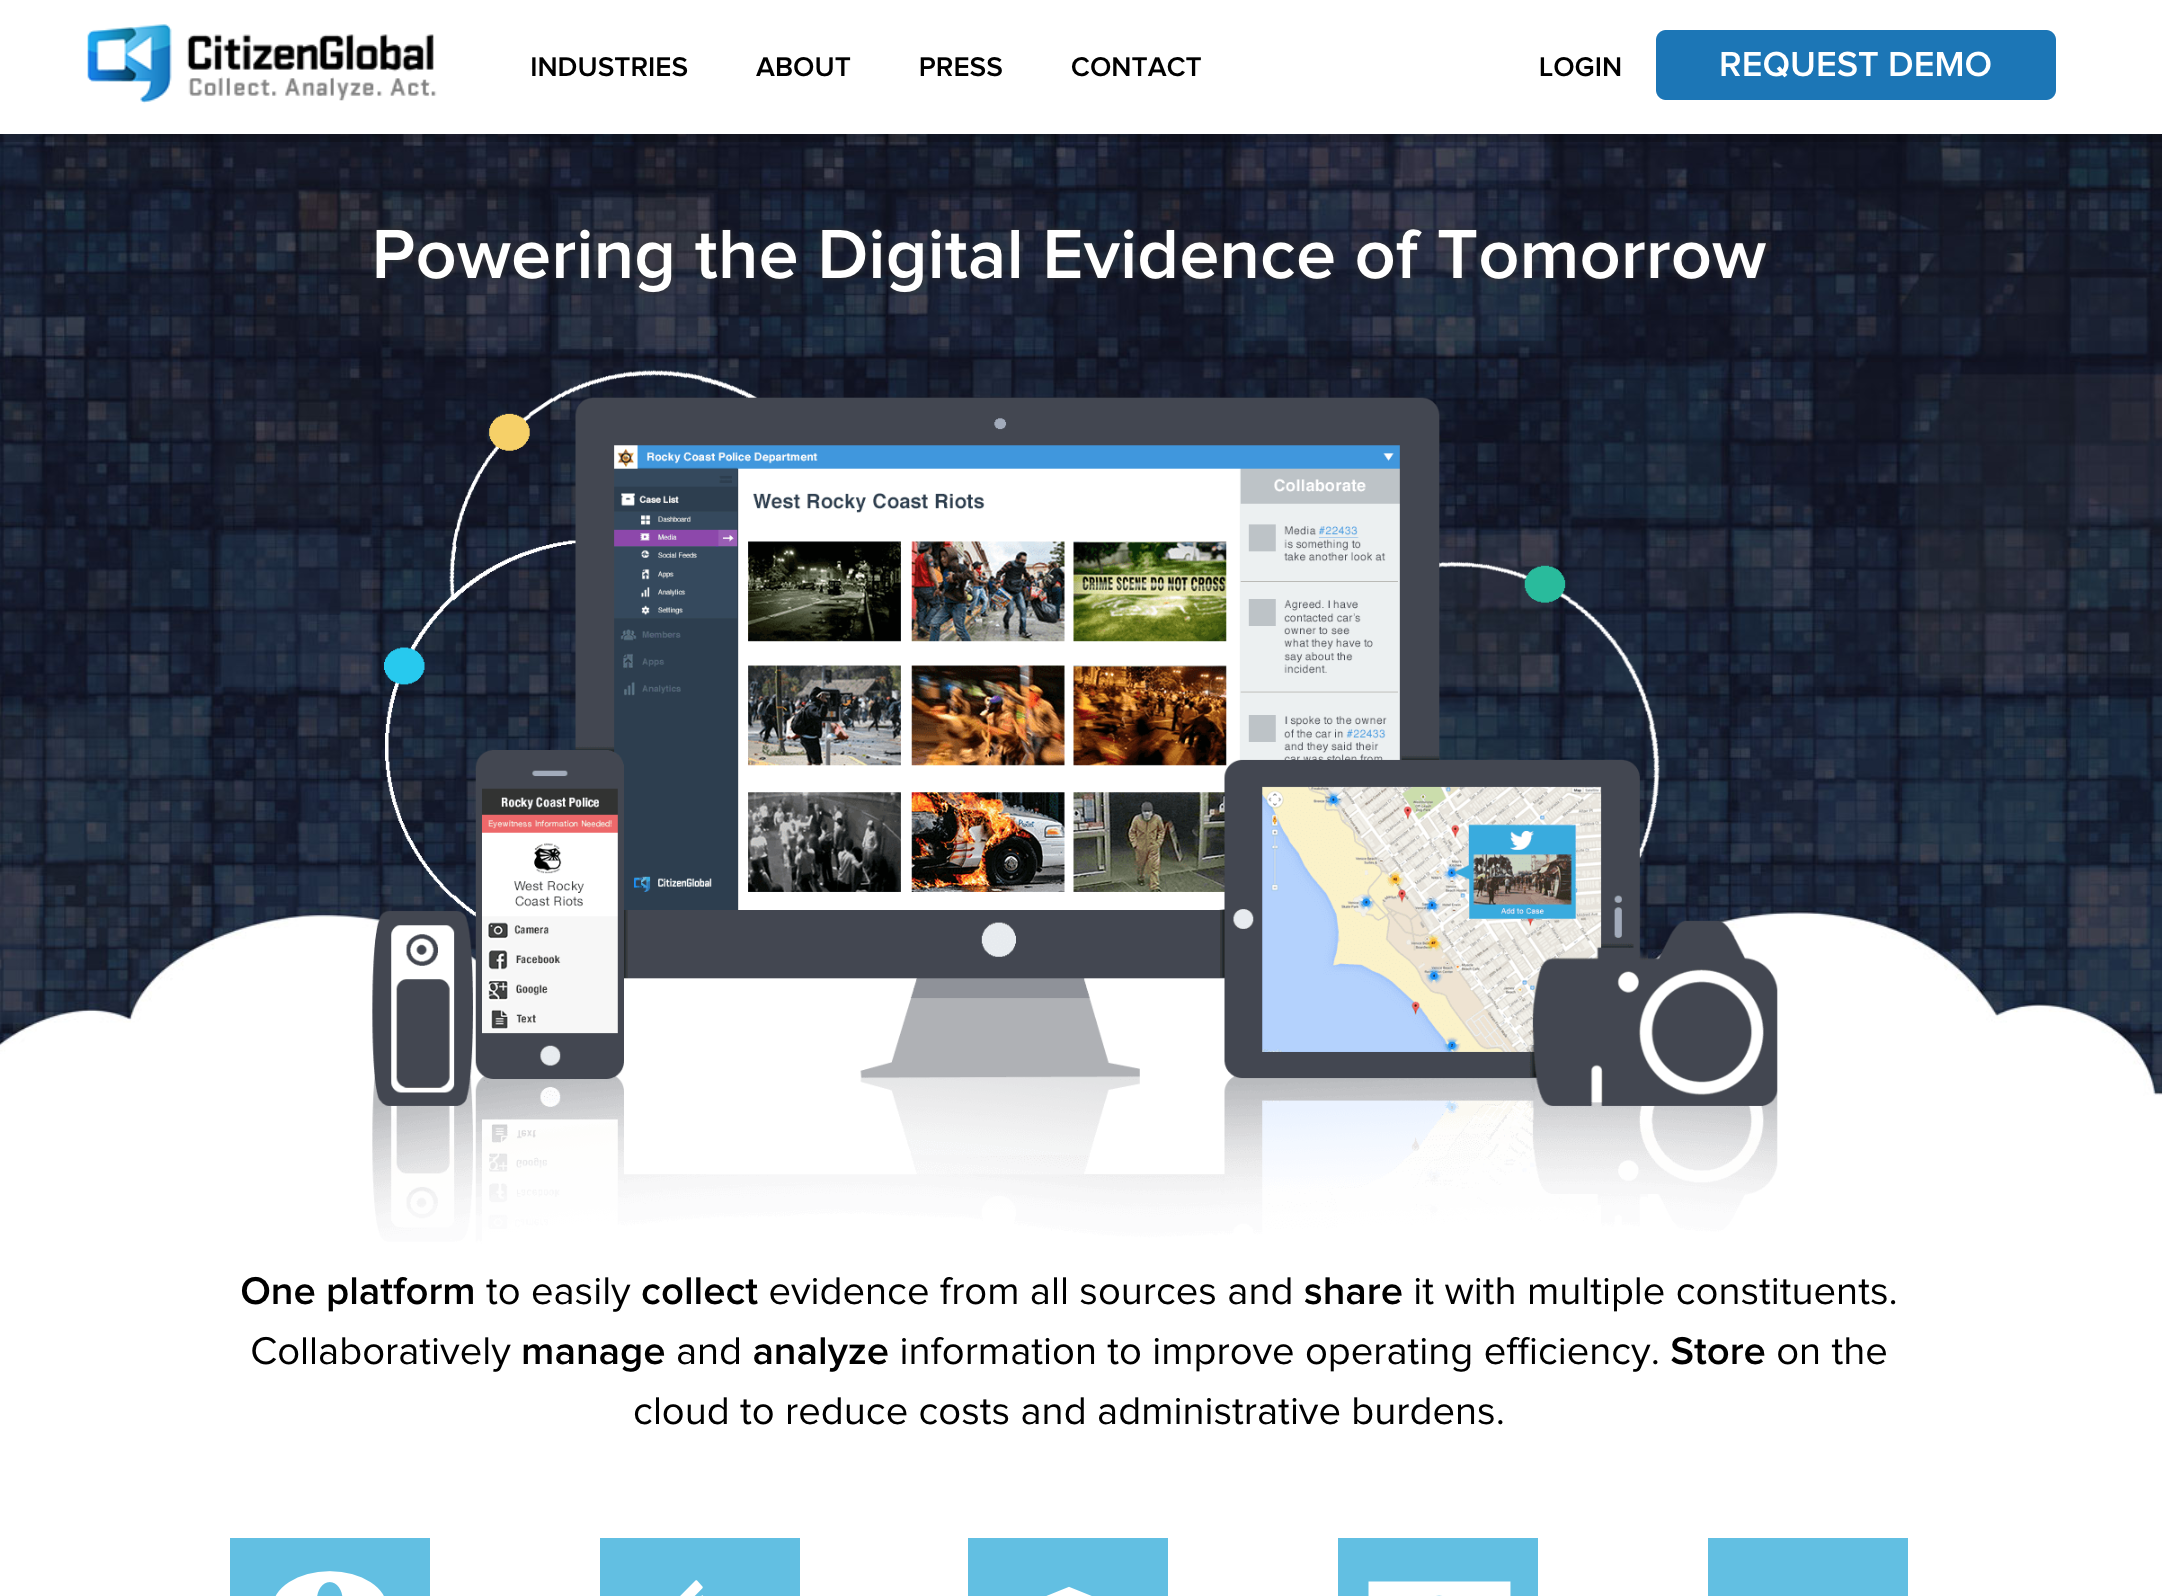 CitizenGlobal
Collect. Analyze. Act.
INDUSTRIES
ABOUT
PRESS
CONTACT
LOGIN
REQUEST DEMO
Powering the Digital Evidence of Tomorrow
Rocky Coast Police Department
Case List
Dashboard
Media
Social Feeds
Apps
Analytics
Settings
Members
Apps
Analytics
CitizenGlobal
West Rocky Coast Riots
CRIME SCENE DO NOT CROSS
Collaborate
Media #22433
is something to
take another look at
Agreed. I have
contacted car's
owner to see
what they have to
say about the
incident.
I spoke to the owner
of the car in #22433
and they said their
car was stolen from
Rocky Coast Police
Eyewitness Information Needed!
West Rocky
Coast Riots
Camera
Facebook
Google
Text
Add to Case
One platform to easily collect evidence from all sources and share it with multiple constituents.
Collaboratively manage and analyze information to improve operating efficiency. Store on the
cloud to reduce costs and administrative burdens.